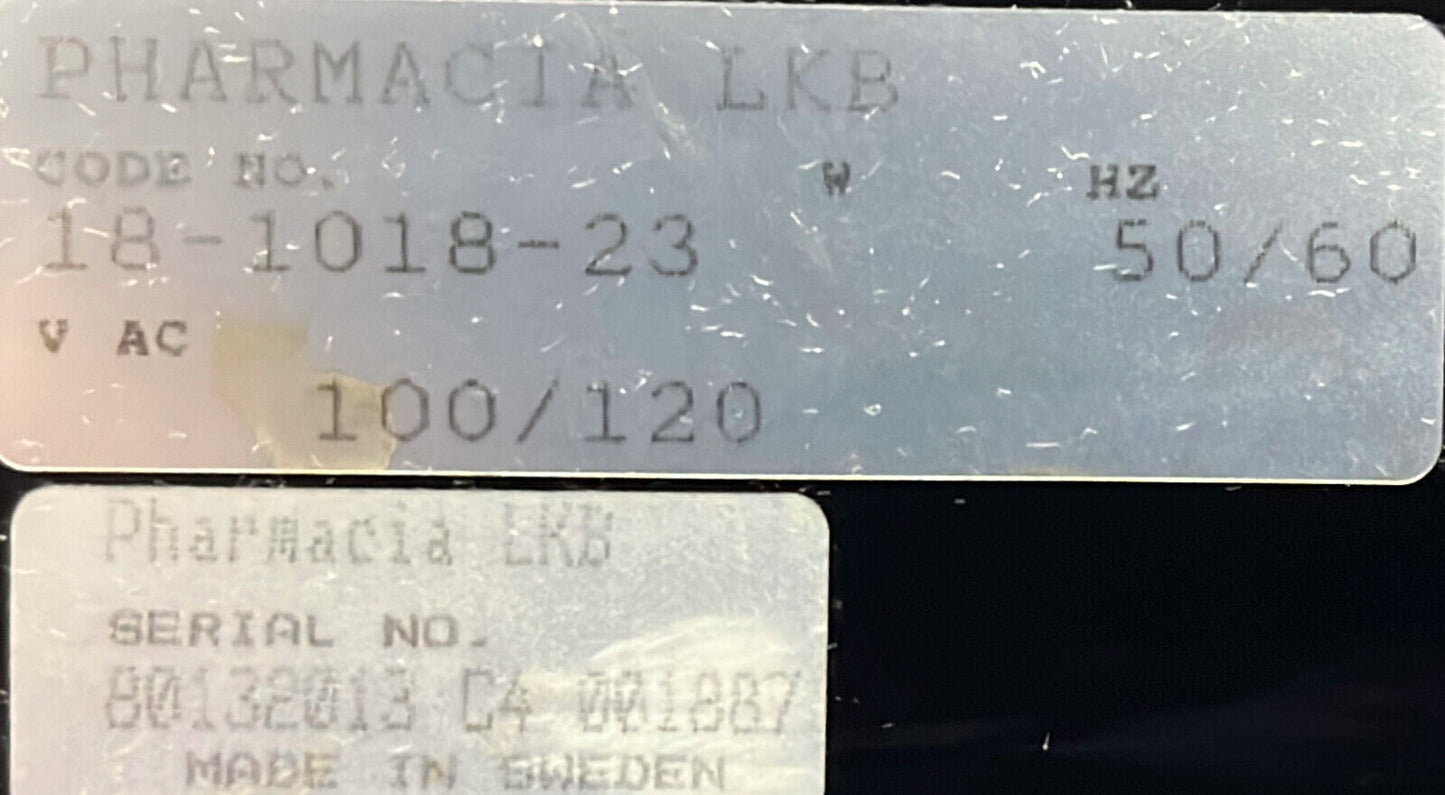 PHARMACIA LKB
CODE NO. W HZ
18-1018-23 50/60
V AC
100/120
Pharmacia LKB
SERIAL NO.
80132013 C4 001887
MADE IN SWEDEN